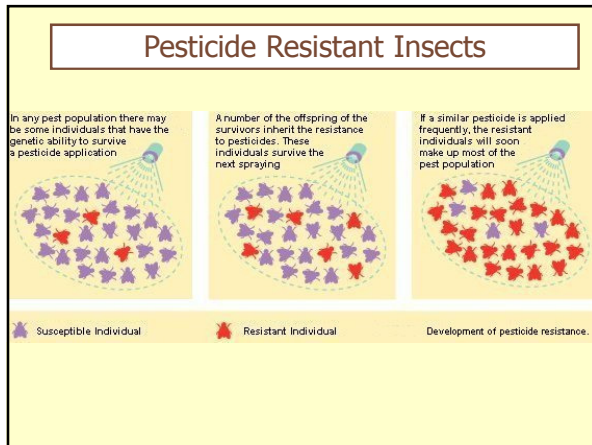 Pesticide Resistant Insects
In any pest population there may
be some individuals that have the
genetic ability to survive
a pesticide application
A number of the offspring of the
survivors inherit the resistance
to pesticides. These
individuals survive the
next spraying
If a similar pesticide is applied
frequently, the resistant
individuals will soon
make up most of the
pest population
Susceptible Individual
Resistant Individual
Development of pesticide resistance.